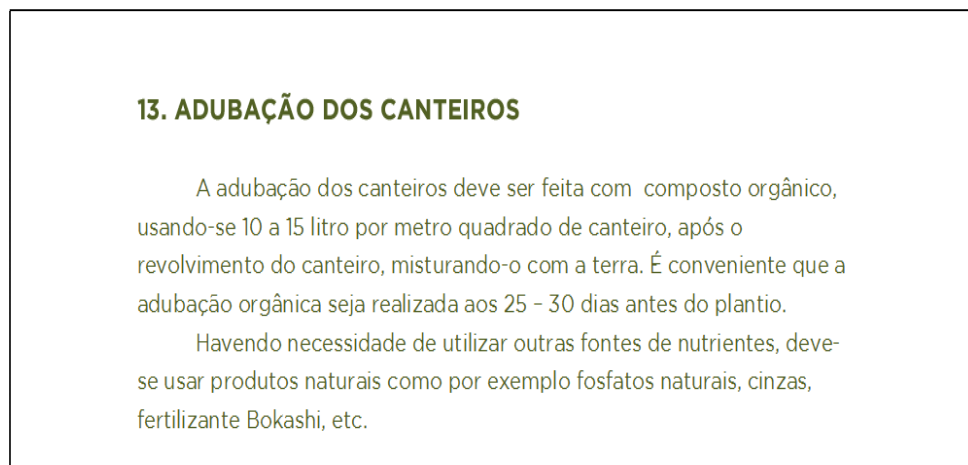 13. ADUBAÇÃO DOS CANTEIROS
A adubação dos canteiros deve ser feita com composto orgânico,
usando-se 10 a 15 litro por metro quadrado de canteiro, após o
revolvimento do canteiro, misturando-o com a terra. É conveniente que a
adubação orgânica seja realizada aos 25 – 30 dias antes do plantio.
Havendo necessidade de utilizar outras fontes de nutrientes, deve-
se usar produtos naturais como por exemplo fosfatos naturais, cinzas,
fertilizante Bokashi, etc.